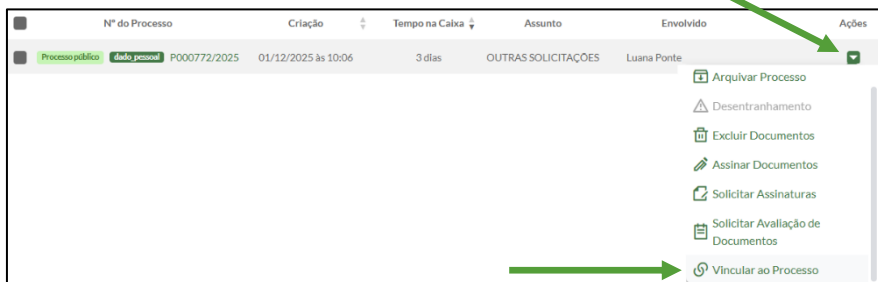 Nº do Processo Criação Tempo na Caixa Assunto Envolvido Ações
Processo público dado_pessoal P000772/2025 01/12/2025 às 10:06 3 dias OUTRAS SOLICITAÇÕES Luana Ponte
Arquivar Processo
Desentranhamento
Excluir Documentos
Assinar Documentos
Solicitar Assinaturas
Solicitar Avaliação de
Documentos
Vincular ao Processo